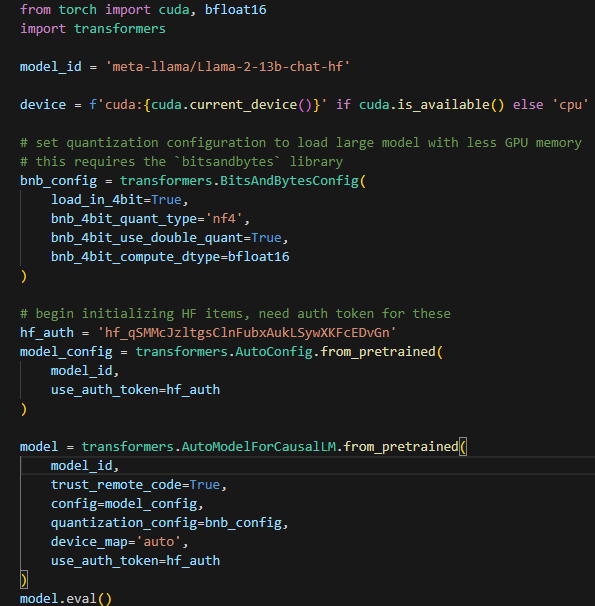 from torch import cuda, bfloat16
import transformers

model_id = 'meta-llama/Llama-2-13b-chat-hf'

device = f'cuda:{cuda.current_device()}' if cuda.is_available() else 'cpu'

# set quantization configuration to load large model with less GPU memory
# this requires the `bitsandbytes` library
bnb_config = transformers.BitsAndBytesConfig(
    load_in_4bit=True,
    bnb_4bit_quant_type='nf4',
    bnb_4bit_use_double_quant=True,
    bnb_4bit_compute_dtype=bfloat16
)

# begin initializing HF items, need auth token for these
hf_auth = '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'
model_config = transformers.AutoConfig.from_pretrained(
    model_id,
    use_auth_token=hf_auth
)

model = transformers.AutoModelForCausalLM.from_pretrained(
    model_id,
    trust_remote_code=True,
    config=model_config,
    quantization_config=bnb_config,
    device_map='auto',
    use_auth_token=hf_auth
)
model.eval()